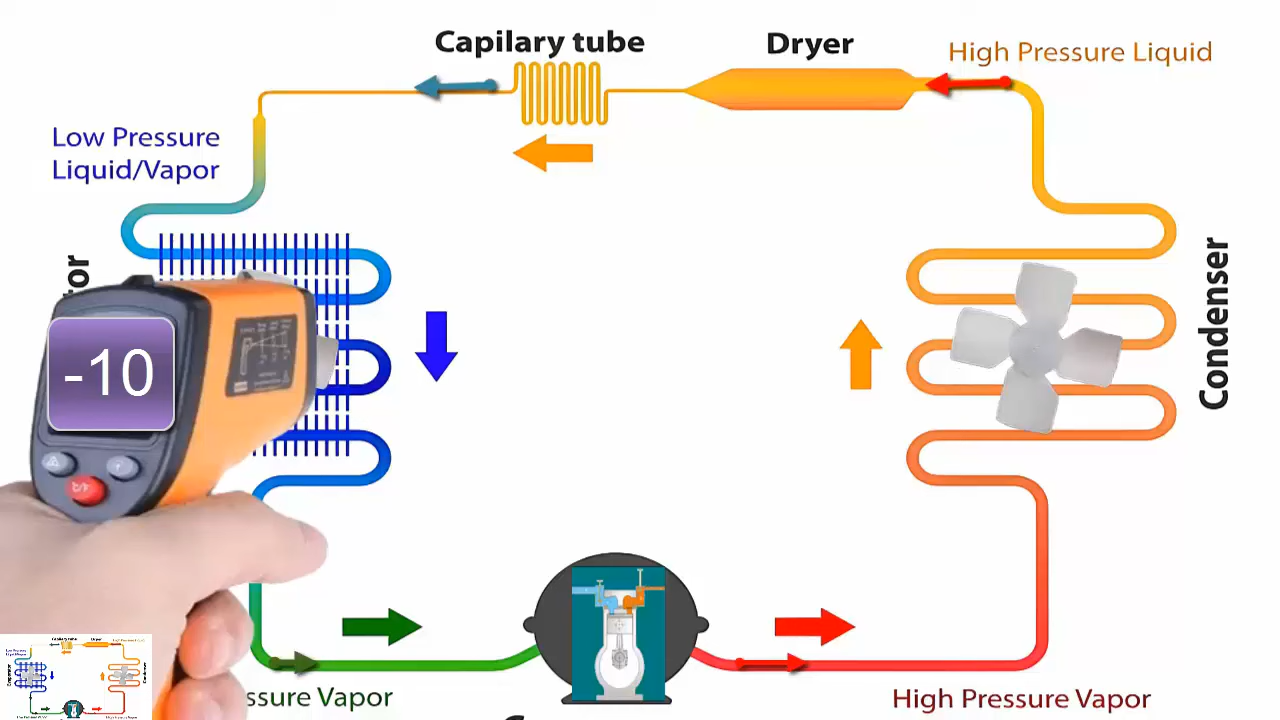 Capilary tube
Dryer
High Pressure Liquid
Low Pressure
Liquid/Vapor
Condenser
-10
ssure Vapor
High Pressure Vapor